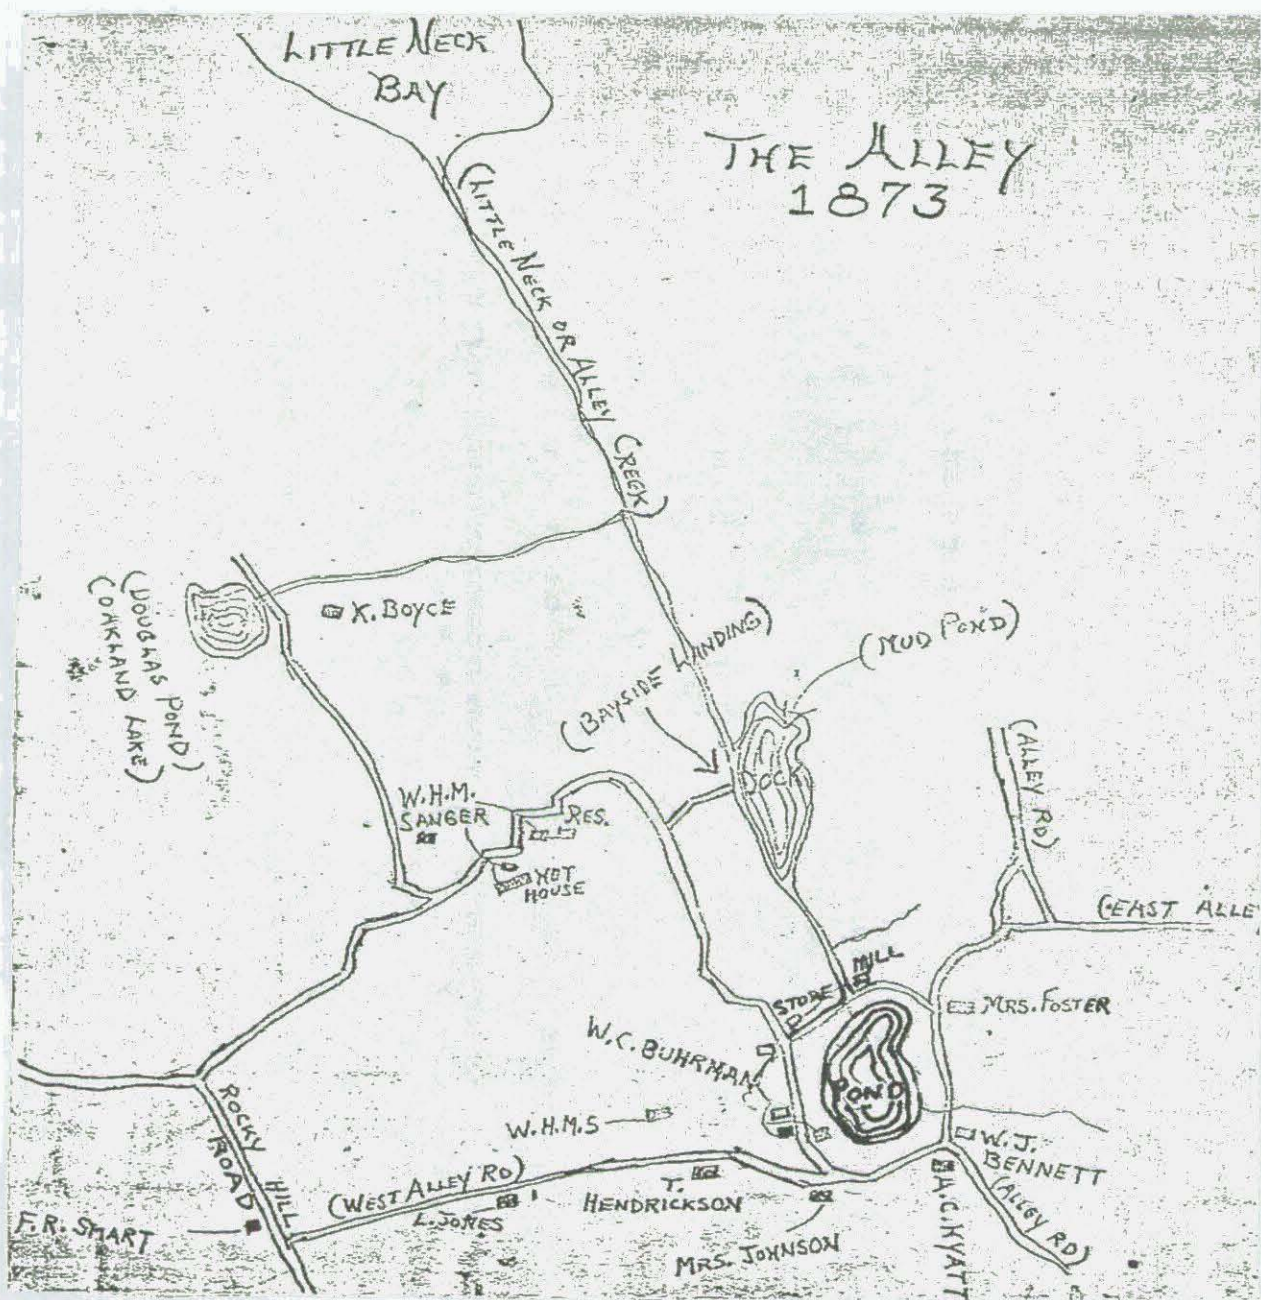 LITTLE NECK
BAY
THE ALLEY
1873
(LITTLE NECK OR ALLEY CREEK)
K. BOYCE
(DOUGLAS POND)
(OAKLAND LAKE)
(BAYSIDE LANDING)
(MUD POND)
(ALLEY RD)
W.H.M.
SANGER
RES.
HOT
HOUSE
(EAST ALLE
MILL
STORE
MRS. FOSTER
W.C. BUHRMAN
POND
ROCKY HILL
ROAD
W.H.M.S
W.J.
BENNETT
(WEST ALLEY RD)
T.
HENDRICKSON
L. JONES
F.R. SMART
MRS. JOHNSON
A.C. HYATT
(ALLEY RD)